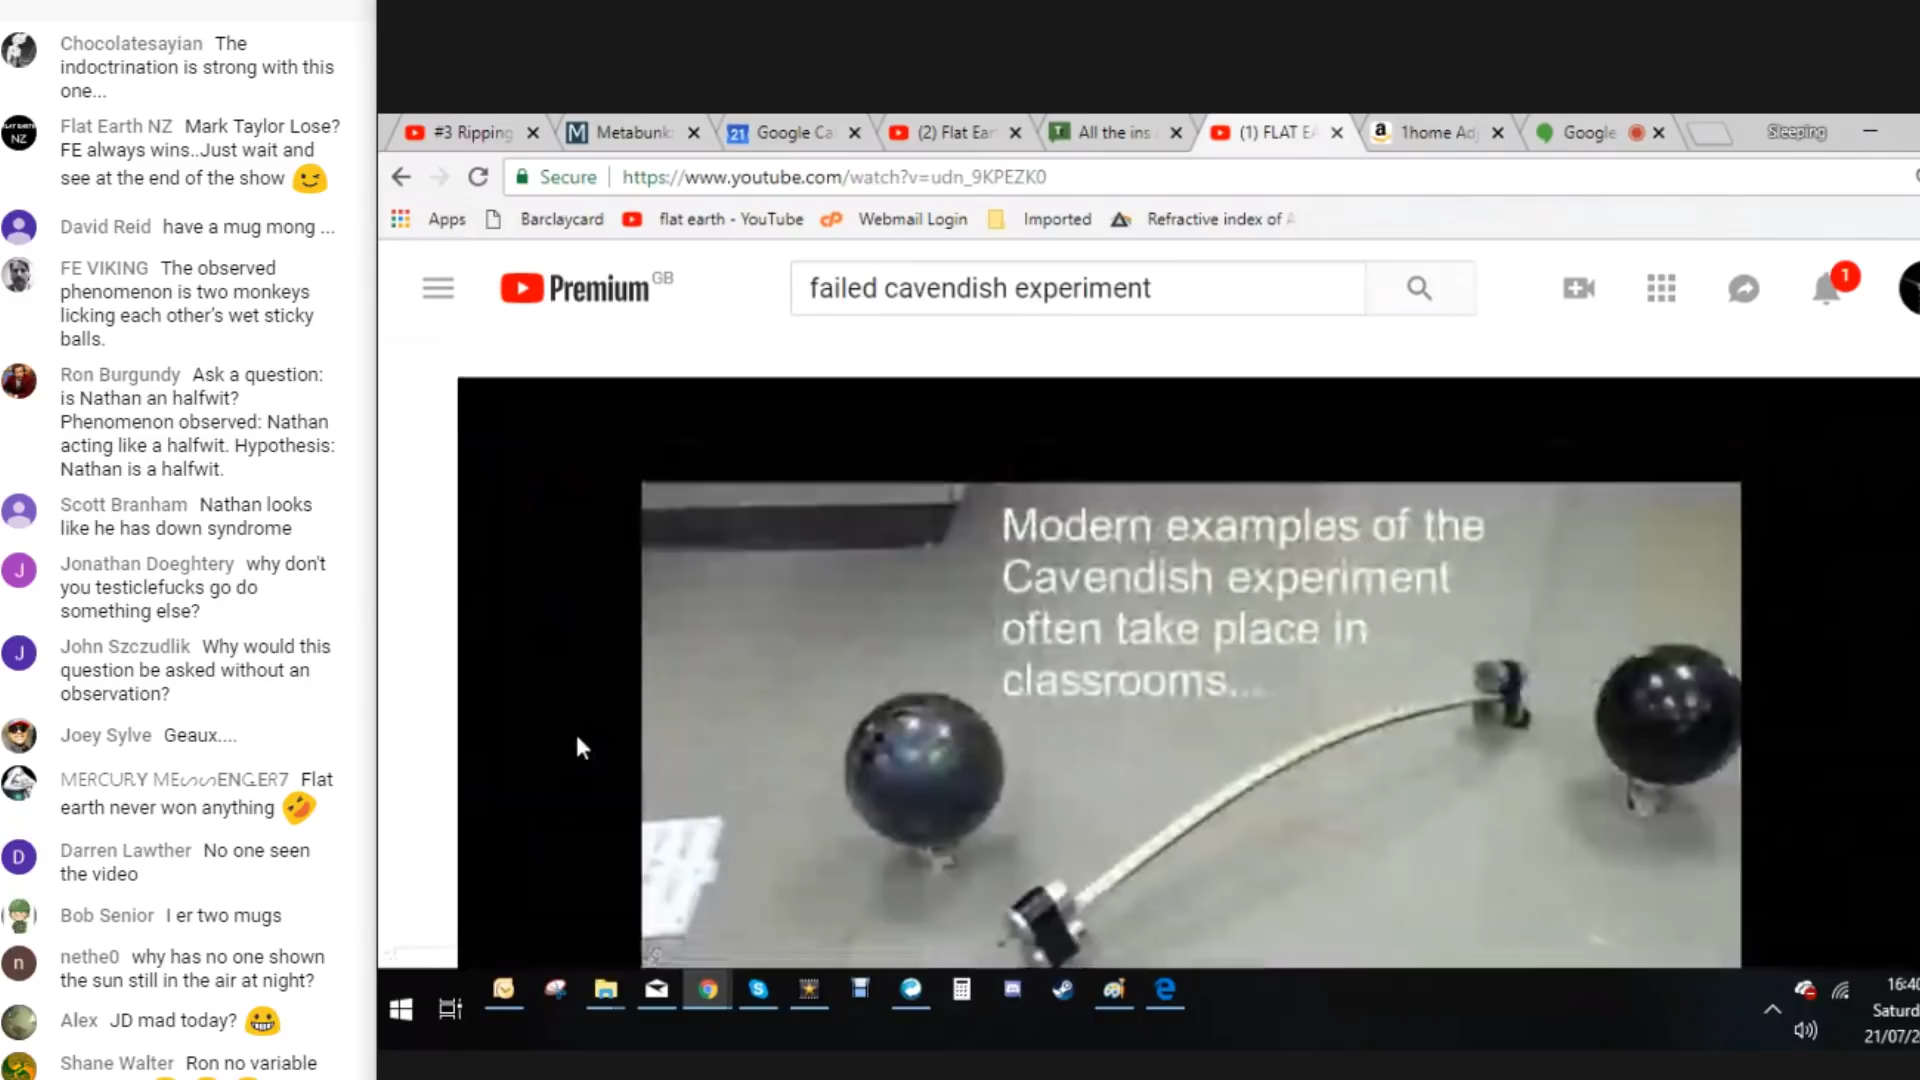 Chocolatesayian The
indoctrination is strong with this
one...
Flat Earth NZ Mark Taylor Lose?
FE always wins..Just wait and
see at the end of the show 😉
David Reid have a mug mong ...
FE VIKING The observed
phenomenon is two monkeys
licking each other's wet sticky
balls.
Ron Burgundy Ask a question:
is Nathan an halfwit?
Phenomenon observed: Nathan
acting like a halfwit. Hypothesis:
Nathan is a halfwit.
Scott Branham Nathan looks
like he has down syndrome
Jonathan Doeghtery why don't
you testiclefucks go do
something else?
John Szczudlik Why would this
question be asked without an
observation?
Joey Sylve Geaux....
MERCURY MEᔕᔕENGER7 Flat
earth never won anything 🤣
Darren Lawther No one seen
the video
Bob Senior I er two mugs
nethe0 why has no one shown
the sun still in the air at night?
Alex JD mad today? 😀
Shane Walter Ron no variable
#3 Ripping Metabunk: Google Ca (2) Flat Ear All the ins (1) FLAT EA 1home Ad Google Sleeping
Secure https://www.youtube.com/watch?v=udn_9KPEZK0
Apps Barclaycard flat earth - YouTube Webmail Login Imported Refractive index of
Premium GB failed cavendish experiment 1
Modern examples of the
Cavendish experiment
often take place in
classrooms...
16:40
Saturd
21/07/2